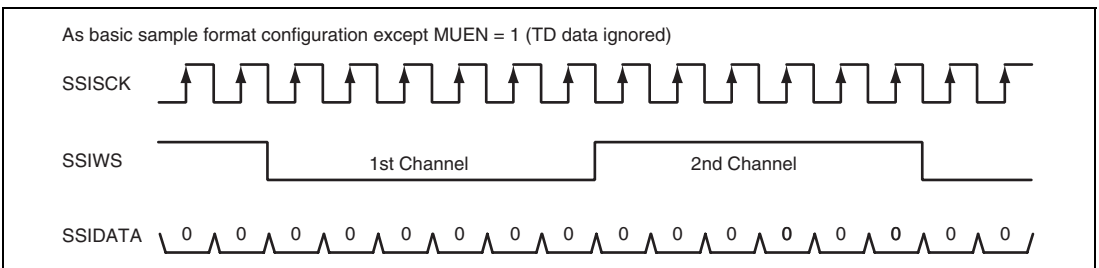 As basic sample format configuration except MUEN = 1 (TD data ignored)
SSISCK
SSIWS 1st Channel 2nd Channel
SSIDATA 0 0 0 0 0 0 0 0 0 0 0 0 0 0 0 0